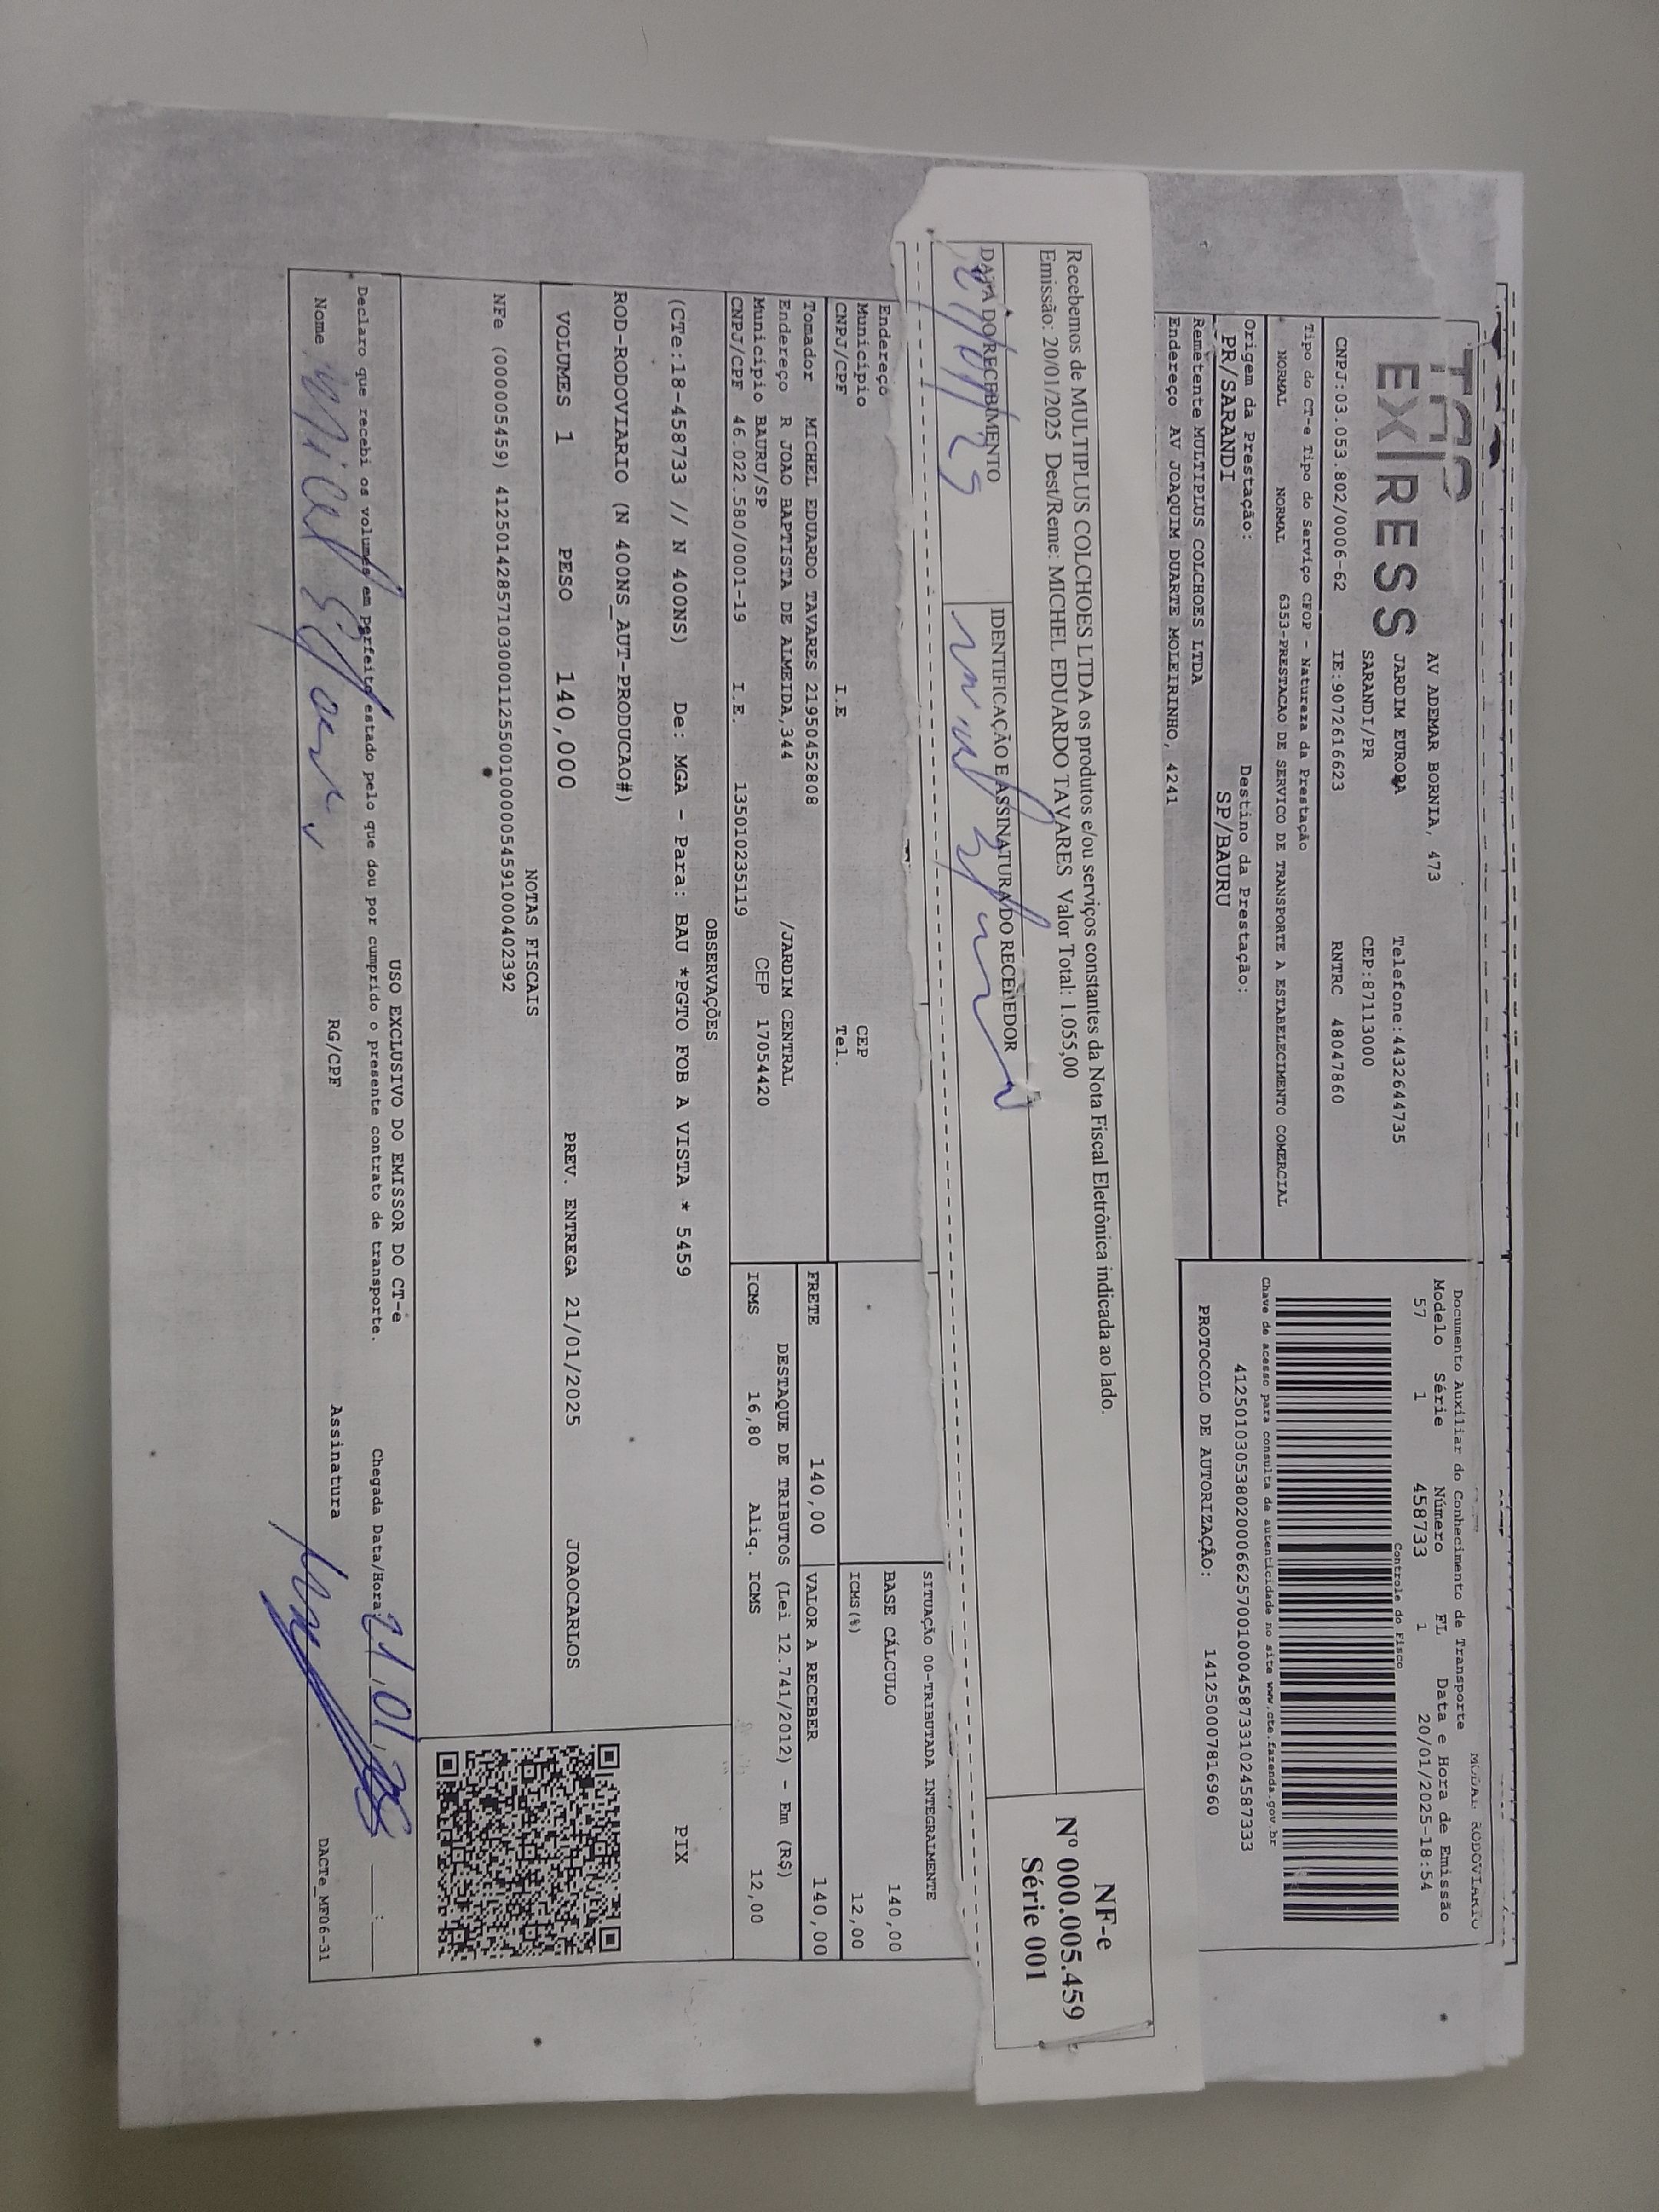 MODAL RODOVIARIO
EX RESS
AV ADEMAR BORNIA, 473
JARDIM EUROPA
Telefone:4432644735
SARANDI/PR
CEP:87113000
CNPJ:03.053.802/0006-62 IE:9072616623 RNTRC 48047860
Documento Auxiliar do Conhecimento de Transporte
Modelo Série Número FL Data e Hora de Emissão
57 1 458733 1 20/01/2025-18:54
Controle do Fisco
Tipo do CT-e Tipo do Serviço CFOP - Natureza da Prestação
NORMAL NORMAL 6353-PRESTACAO DE SERVICO DE TRANSPORTE A ESTABELECIMENTO COMERCIAL
Chave de acesso para consulta de autenticidade no site www.cte.fazenda.gov.br
41250103053802000662570010004587331024587333
Origem da Prestação: Destino da Prestação:
PR/SARANDI SP/BAURU
PROTOCOLO DE AUTORIZAÇÃO: 141250007816960
Remetente MULTIPLUS COLCHOES LTDA
Endereço AV JOAQUIM DUARTE MOLEIRINHO, 4241
Recebemos de MULTIPLUS COLCHOES LTDA os produtos e/ou serviços constantes da Nota Fiscal Eletrônica indicada ao lado.
Emissão: 20/01/2025 Dest/Reme: MICHEL EDUARDO TAVARES Valor Total: 1.055,00
NF-e
Nº 000.005.459
Série 001
DATA DO RECEBIMENTO
IDENTIFICAÇÃO E ASSINATURA DO RECEBEDOR
SITUAÇÃO 00-TRIBUTADA INTEGRALMENTE
Endereço
Município CEP
CNPJ/CPF I.E Tel.
BASE CÁLCULO 140,00
ICMS(%) 12,00
Tomador MICHEL EDUARDO TAVARES 21950452808
Endereço R JOAO BAPTISTA DE ALMEIDA,344 /JARDIM CENTRAL
Município BAURU/SP CEP 17054420
CNPJ/CPF 46.022.580/0001-19 I.E. 135010235119
FRETE 140,00 VALOR A RECEBER 140,00
DESTAQUE DE TRIBUTOS (Lei 12.741/2012) - Em (R$)
ICMS 16,80 Aliq. ICMS 12,00
OBSERVAÇÕES
(CTe:18-458733 // N 400NS) De: MGA - Para: BAU *PGTO FOB A VISTA * 5459
ROD-RODOVIARIO (N 400NS_AUT-PRODUCAO#)
PIX
VOLUMES 1 PESO 140,000 PREV. ENTREGA 21/01/2025 JOAOCARLOS
NOTAS FISCAIS
NFe (000005459) 41250142857103000112550010000054591000402392
USO EXCLUSIVO DO EMISSOR DO CT-e
Declaro que recebi os volumes em perfeito estado pelo que dou por cumprido o presente contrato de transporte.
Chegada Data/Hora 21,01,25 :
Nome RG/CPF Assinatura
DACTe_MF06-31